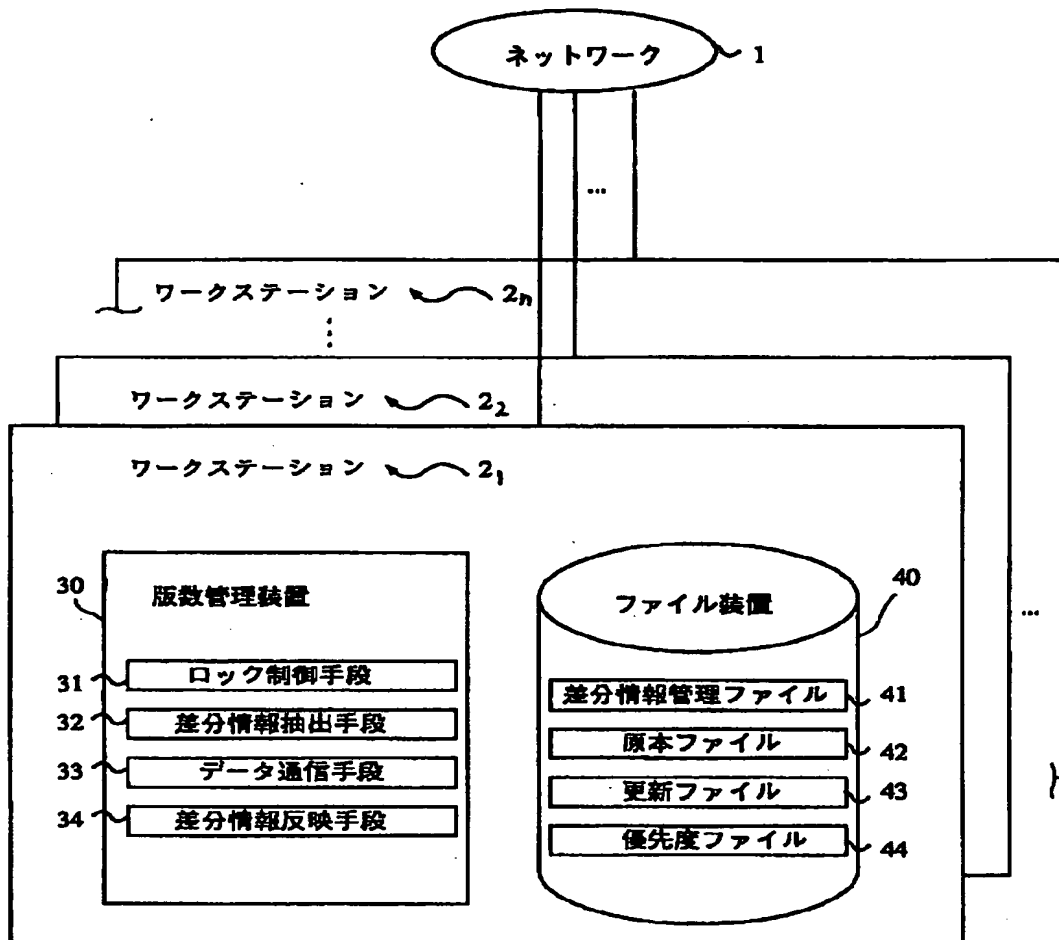 ネットワーク 1
...
ワークステーション 2n
ワークステーション 22
ワークステーション 21
30
版数管理装置
31 ロック制御手段
32 差分情報抽出手段
33 データ通信手段
34 差分情報反映手段
ファイル装置 40
...
差分情報管理ファイル 41
原本ファイル 42
更新ファイル 43
優先度ファイル 44